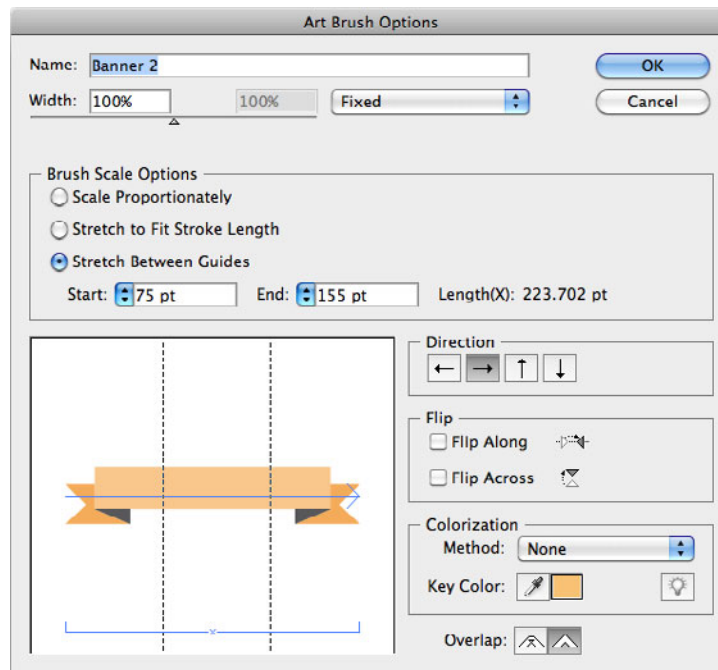 Art Brush Options
Name: Banner 2
OK
Width: 100% 100% Fixed
Cancel
Brush Scale Options
Scale Proportionately
Stretch to Fit Stroke Length
Stretch Between Guides
Start: 75 pt End: 155 pt Length(X): 223.702 pt
Direction
Flip
Flip Along
Flip Across
Colorization
Method: None
Key Color:
Overlap:
x